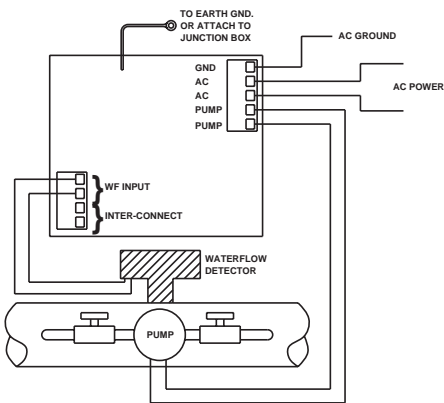 TO EARTH GND.
OR ATTACH TO
JUNCTION BOX
AC GROUND
GND
AC
AC
PUMP
PUMP
AC POWER
WF INPUT
INTER-CONNECT
WATERFLOW
DETECTOR
PUMP